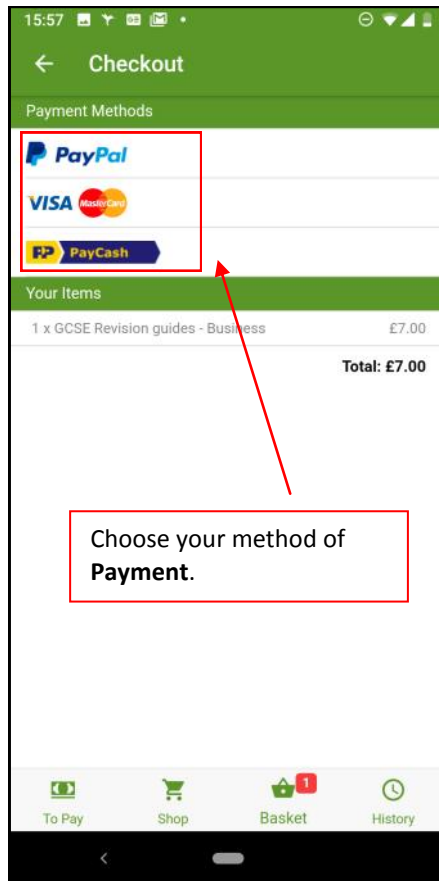 15:57
Checkout
Payment Methods
PayPal
VISA MasterCard
PP PayCash
Your Items
1 x GCSE Revision guides - Business £7.00
Total: £7.00
Choose your method of
Payment.
1
To Pay Shop Basket History